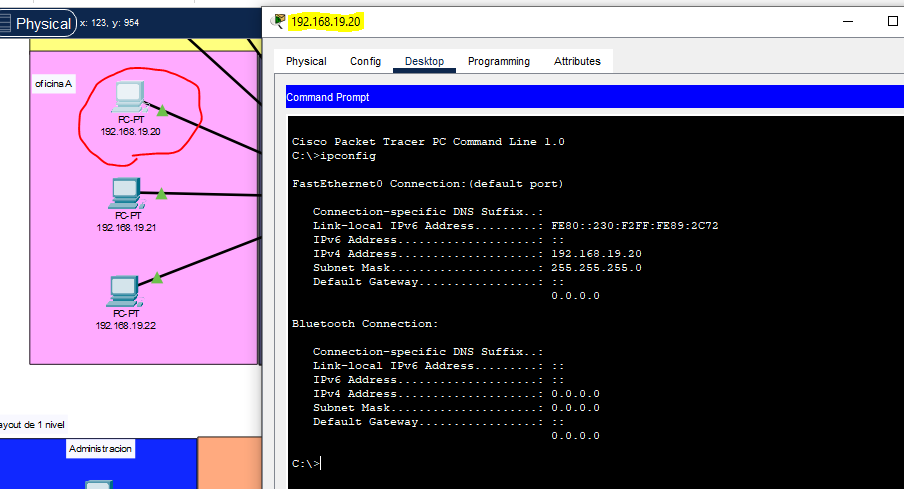 Physical x: 123, y: 954
oficinaA
PC-PT
192.168.19.20
PC-PT
192.168.19.21
PC-PT
192.168.19.22
ayout de 1 nivel
Administracion
192.168.19.20
Physical Config Desktop Programming Attributes
Command Prompt
Cisco Packet Tracer PC Command Line 1.0
C:\>ipconfig
FastEthernet0 Connection:(default port)
Connection-specific DNS Suffix..:
Link-local IPv6 Address.........: FE80::230:F2FF:FE89:2C72
IPv6 Address....................: ::
IPv4 Address....................: 192.168.19.20
Subnet Mask.....................: 255.255.255.0
Default Gateway.................: ::
0.0.0.0
Bluetooth Connection:
Connection-specific DNS Suffix..:
Link-local IPv6 Address.........: ::
IPv6 Address....................: ::
IPv4 Address....................: 0.0.0.0
Subnet Mask.....................: 0.0.0.0
Default Gateway.................: ::
0.0.0.0
C:\>